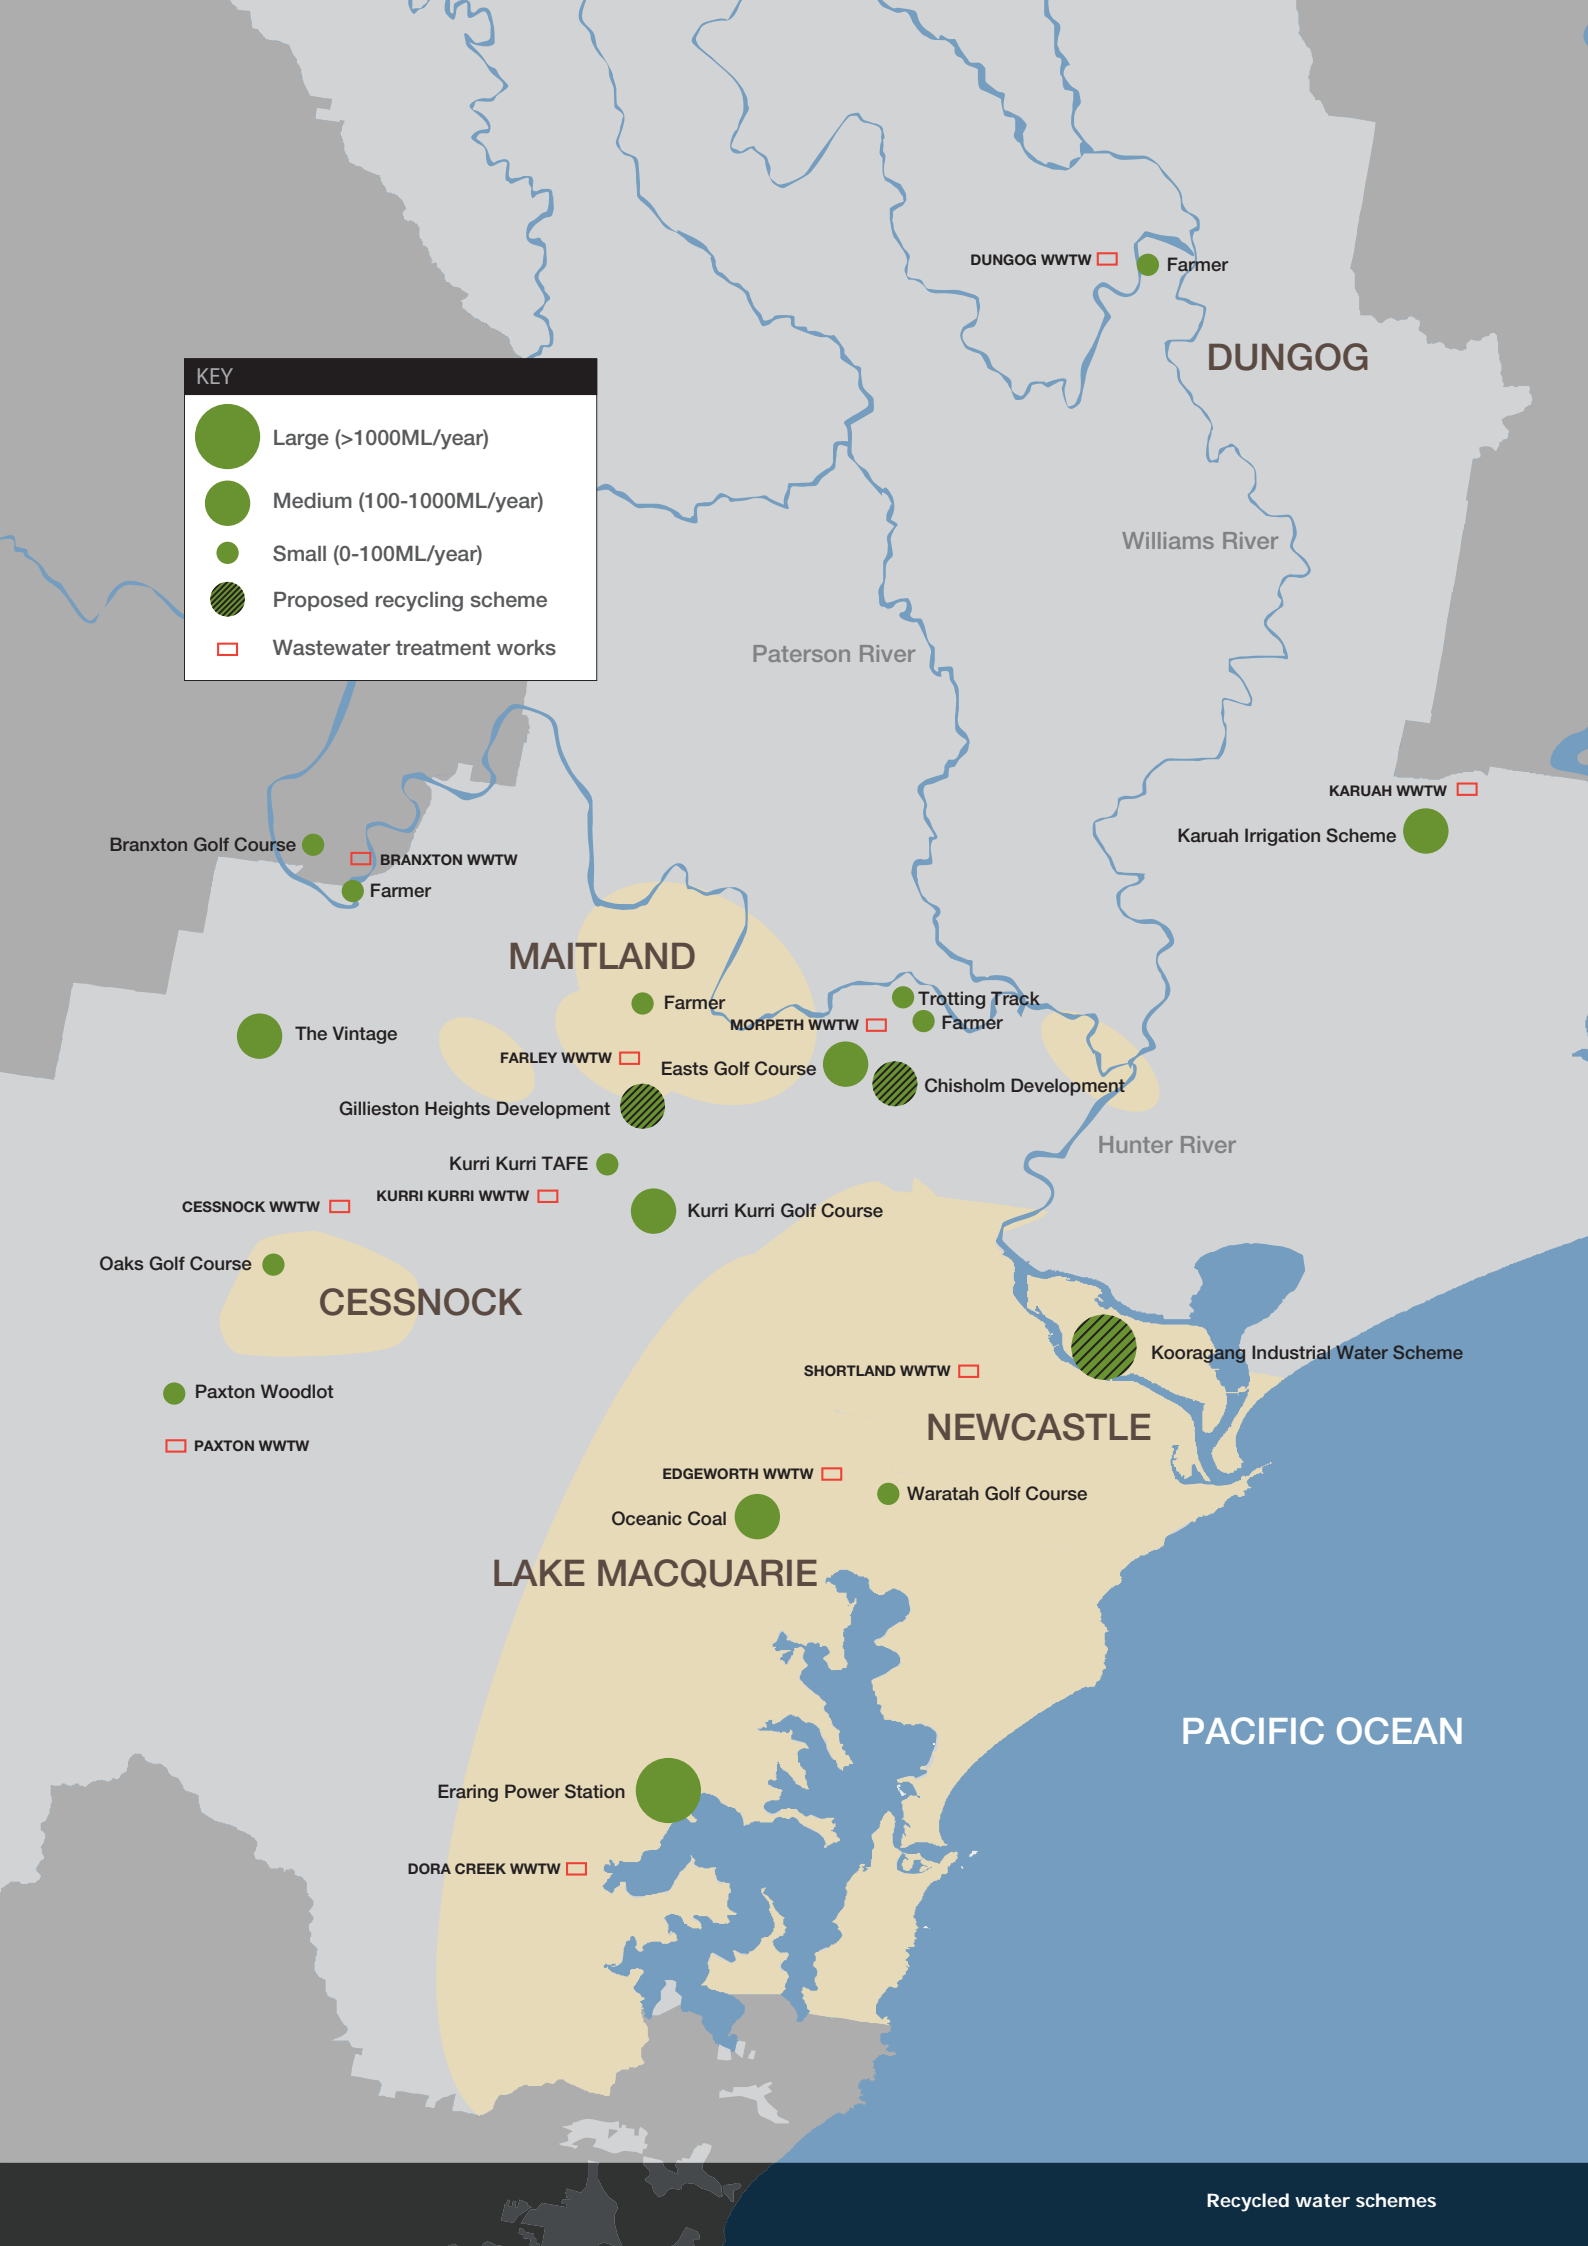 DUNGOG WWTW
Farmer
DUNGOG
KEY
Large (>1000ML/year)
Medium (100-1000ML/year)
Small (0-100ML/year)
Proposed recycling scheme
Wastewater treatment works
Williams River
Paterson River
KARUAH WWTW
Karuah Irrigation Scheme
Branxton Golf Course
BRANXTON WWTW
Farmer
MAITLAND
Farmer
Trotting Track
MORPETH WWTW
Farmer
The Vintage
FARLEY WWTW
Easts Golf Course
Chisholm Development
Gillieston Heights Development
Hunter River
Kurri Kurri TAFE
KURRI KURRI WWTW
CESSNOCK WWTW
Kurri Kurri Golf Course
Oaks Golf Course
CESSNOCK
Kooragang Industrial Water Scheme
SHORTLAND WWTW
Paxton Woodlot
NEWCASTLE
PAXTON WWTW
EDGEWORTH WWTW
Waratah Golf Course
Oceanic Coal
LAKE MACQUARIE
PACIFIC OCEAN
Eraring Power Station
DORA CREEK WWTW
Recycled water schemes